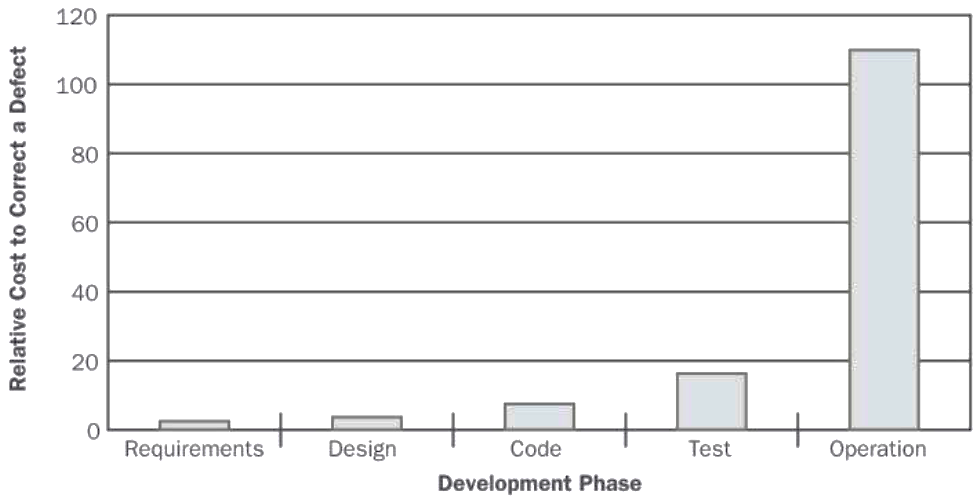 Relative Cost to Correct a Defect
120
100
80
60
40
20
0
Requirements Design Code Test Operation
Development Phase